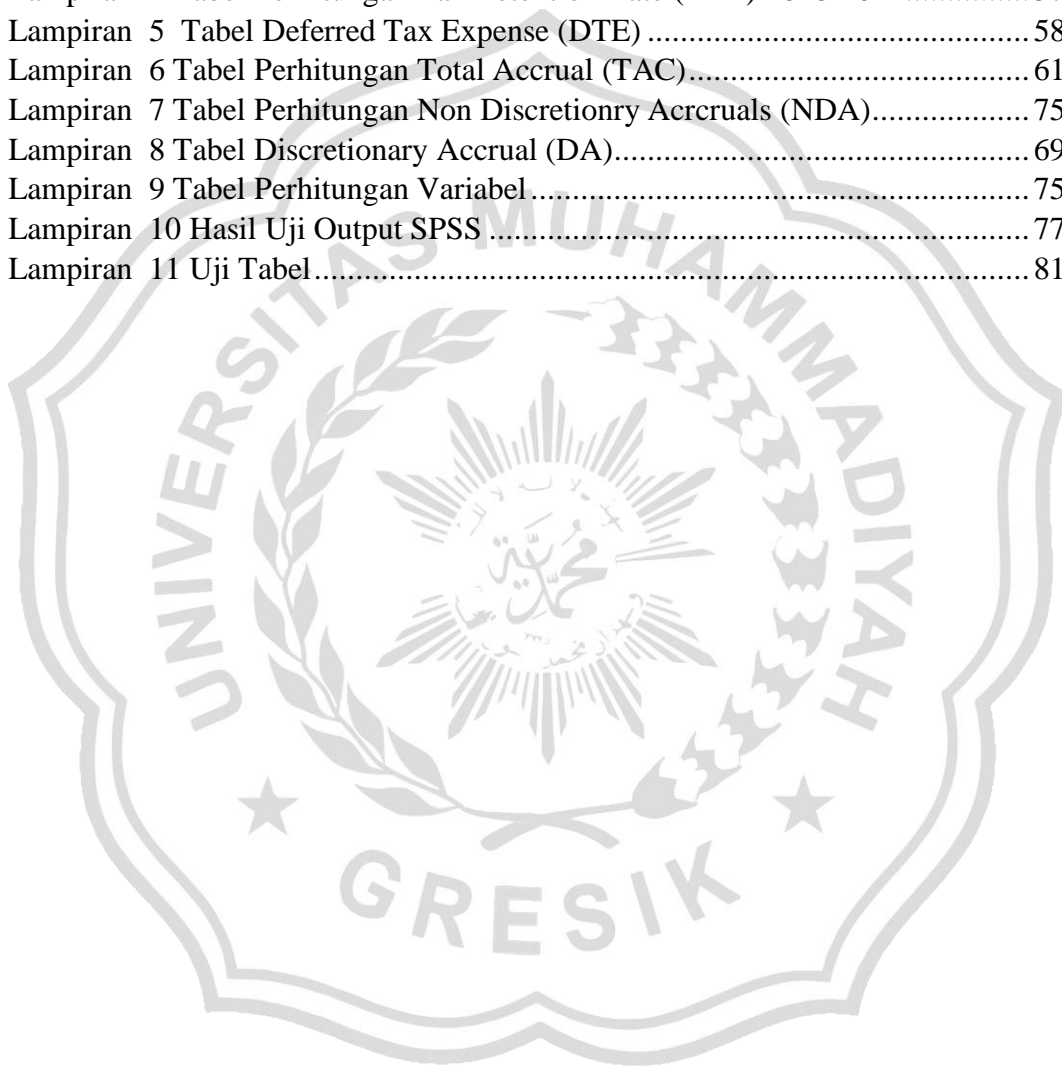 Lampiran
Lampiran 5 Tabel Deferred Tax Expense (DTE) ................................................ 58
Lampiran 6 Tabel Perhitungan Total Accrual (TAC)........................................... 61
Lampiran 7 Tabel Perhitungan Non Discretionry Acrcruals (NDA).................... 75
Lampiran 8 Tabel Discretionary Accrual (DA).................................................... 69
Lampiran 9 Tabel Perhitungan Variabel............................................................... 75
Lampiran 10 Hasil Uji Output SPSS .................................................................... 77
Lampiran 11 Uji Tabel.......................................................................................... 81
UNIVERSITAS MUHAMMADIYAH
GRESIK